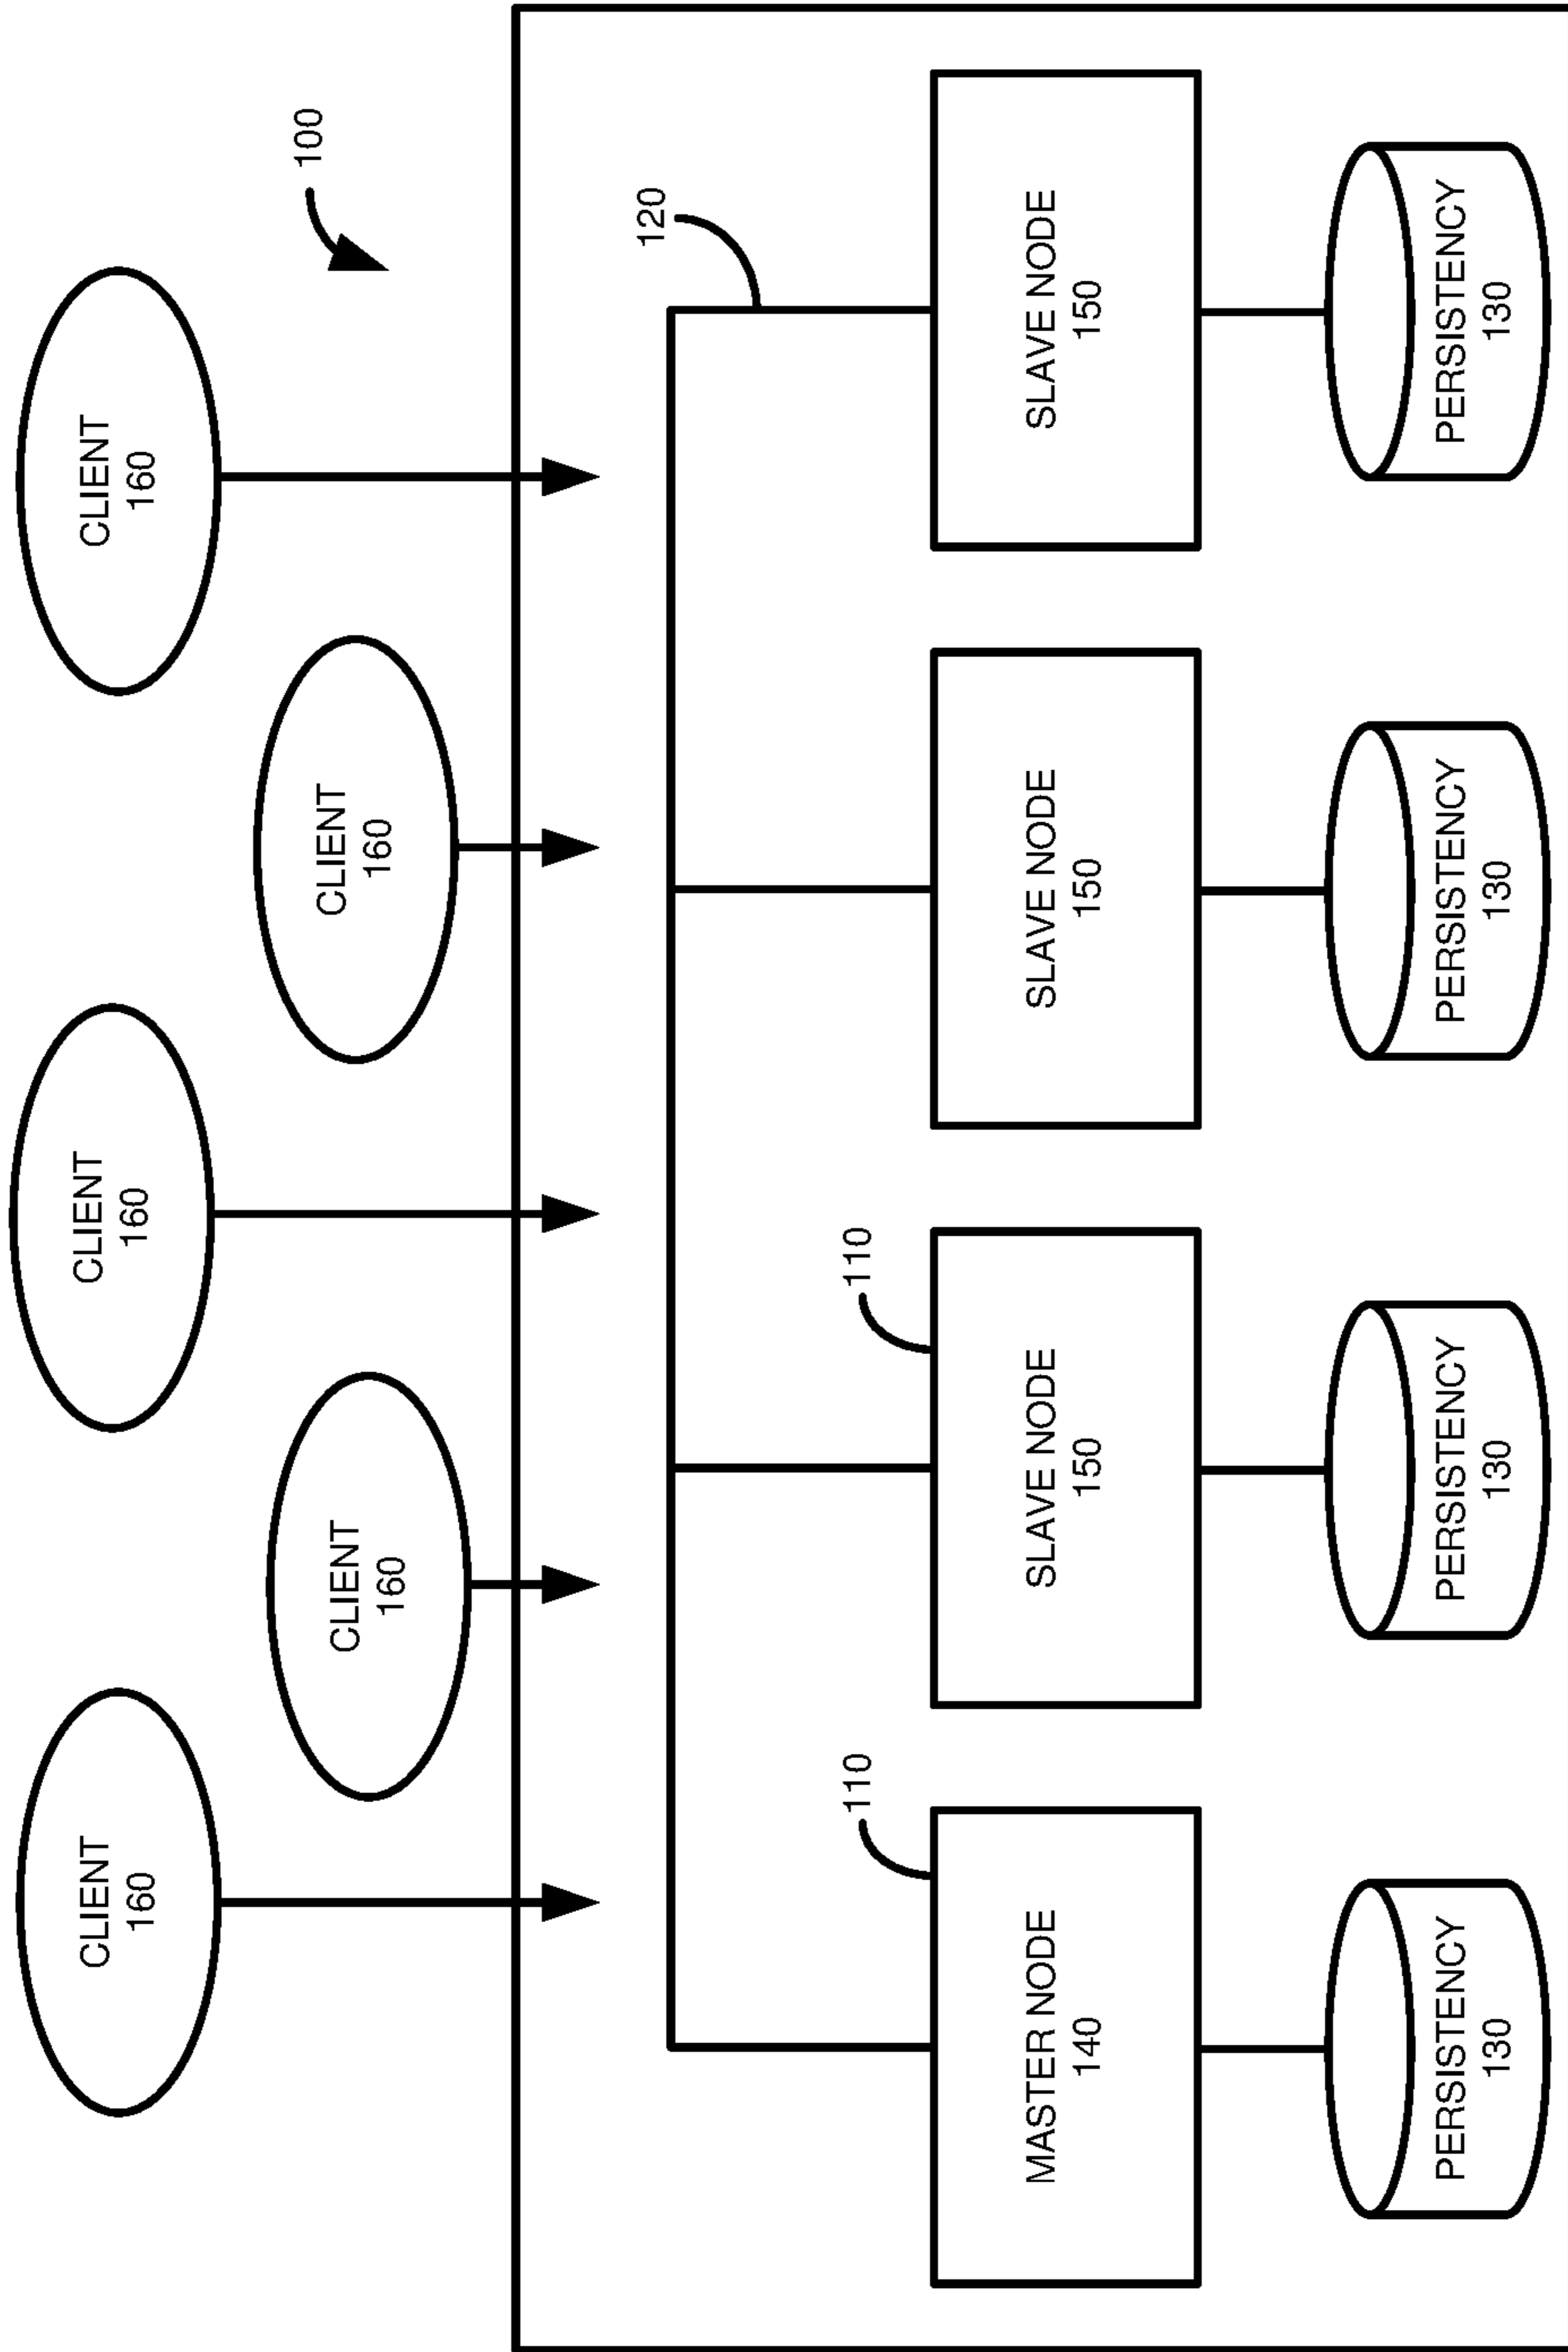 CLIENT
160
CLIENT
160
CLIENT
160
CLIENT
160
CLIENT
160
100
120
110
110
MASTER NODE
140
SLAVE NODE
150
SLAVE NODE
150
SLAVE NODE
150
PERSISTENCY
130
PERSISTENCY
130
PERSISTENCY
130
PERSISTENCY
130